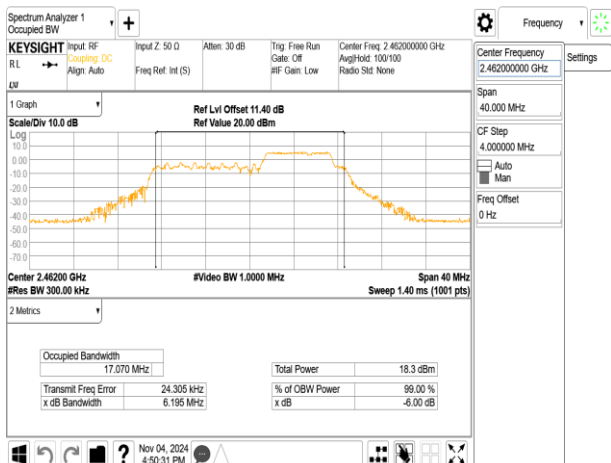 Spectrum Analyzer 1
Occupied BW
+
Frequency
KEYSIGHT
RL
Input: RF
Coupling: DC
Align: Auto
Input Z: 50 Ω
Freq Ref: Int (S)
Atten: 30 dB
Trig: Free Run
Gate: Off
#IF Gain: Low
Center Freq: 2.462000000 GHz
Avg|Hold: 100/100
Radio Std: None
LXI
1 Graph
Scale/Div 10.0 dB
Ref Lvl Offset 11.40 dB
Ref Value 20.00 dBm
Log
10.0
0.00
-10.0
-20.0
-30.0
-40.0
-50.0
-60.0
-70.0
Center 2.46200 GHz
#Video BW 1.0000 MHz
Span 40 MHz
#Res BW 300.00 kHz
Sweep 1.40 ms (1001 pts)
2 Metrics
Occupied Bandwidth
17.070 MHz
Total Power 18.3 dBm
Transmit Freq Error 24.305 kHz
% of OBW Power 99.00 %
x dB Bandwidth 6.195 MHz
x dB -6.00 dB
Center Frequency
2.462000000 GHz
Settings
Span
40.000 MHz
CF Step
4.000000 MHz
Auto
Man
Freq Offset
0 Hz
?
Nov 04, 2024
4:50:31 PM